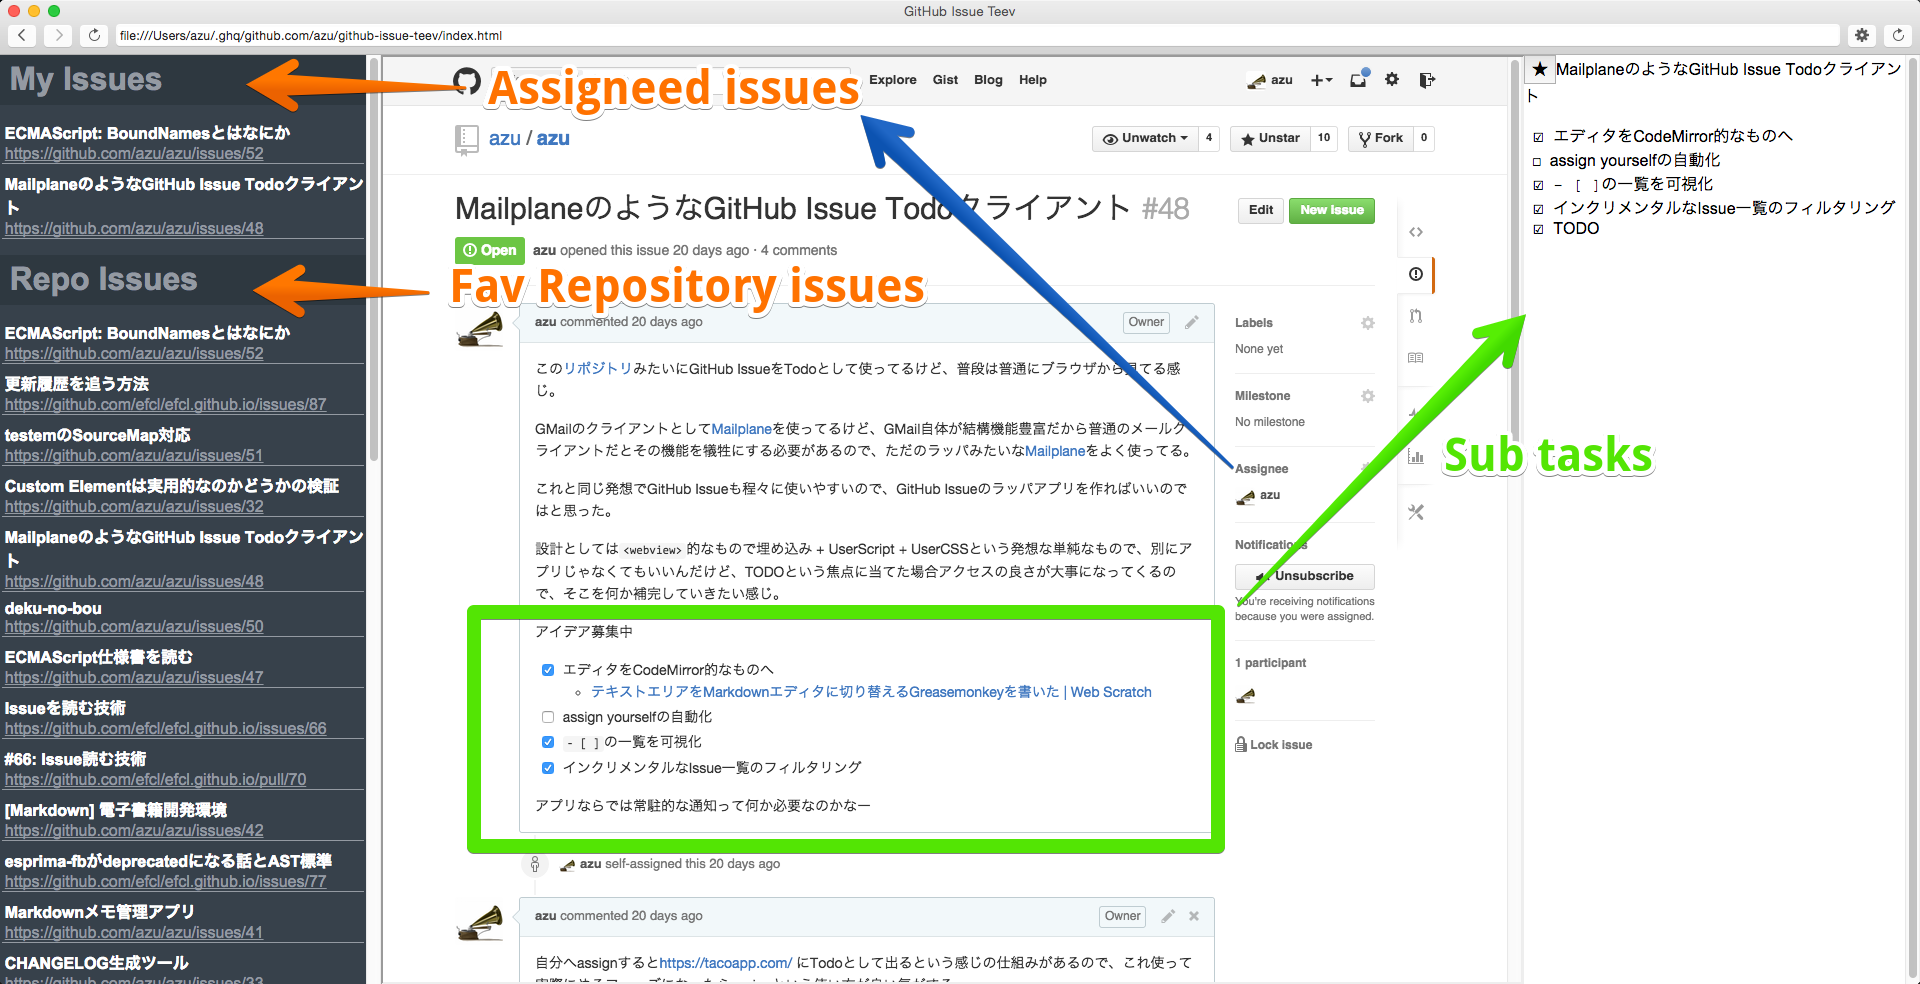 GitHub Issue Teev
file:///Users/azu/.ghq/github.com/azu/github-issue-teev/index.html
My Issues
ECMAScript: BoundNamesとはなにか
https://github.com/azu/azu/issues/52
MailplaneのようなGitHub Issue Todoクライアン
ト
https://github.com/azu/azu/issues/48
Repo Issues
ECMAScript: BoundNamesとはなにか
https://github.com/azu/azu/issues/52
更新履歴を追う方法
https://github.com/efcl/efcl.github.io/issues/87
testemのSourceMap対応
https://github.com/azu/azu/issues/51
Custom Elementは実用的なのかどうかの検証
https://github.com/azu/azu/issues/32
MailplaneのようなGitHub Issue Todoクライアン
ト
https://github.com/azu/azu/issues/48
deku-no-bou
https://github.com/azu/azu/issues/50
ECMAScript仕様書を読む
https://github.com/azu/azu/issues/47
Issueを読む技術
https://github.com/efcl/efcl.github.io/issues/66
#66: Issue読む技術
https://github.com/efcl/efcl.github.io/pull/70
[Markdown] 電子書籍開発環境
https://github.com/azu/azu/issues/42
esprima-fbがdeprecatedになる話とAST標準
https://github.com/efcl/efcl.github.io/issues/77
Markdownメモ管理アプリ
https://github.com/azu/azu/issues/41
CHANGELOG生成ツール
Assigneed issues
Explore Gist Blog Help
azu
azu / azu
Unwatch 4 Unstar 10 Fork 0
MailplaneのようなGitHub Issue Todoクライアント #48
Edit New issue
Open azu opened this issue 20 days ago · 4 comments
Fav Repository issues
azu commented 20 days ago Owner
このリポジトリみたいにGitHub IssueをTodoとして使ってるけど、普段は普通にブラウザから見てる感
じ。
GMailのクライアントとしてMailplaneを使ってるけど、GMail自体が結構機能豊富だから普通のメールク
ライアントだとその機能を犠牲にする必要があるので、ただのラッパみたいなMailplaneをよく使ってる。
これと同じ発想でGitHub Issueも程々に使いやすいので、GitHub Issueのラッパアプリを作ればいいので
はと思った。
設計としては <webview> 的なもので埋め込み + UserScript + UserCSSという発想な単純なもので、別にア
プリじゃなくてもいいんだけど、TODOという焦点に当てた場合アクセスの良さが大事になってくるの
で、そこを何か補完していきたい感じ。
アイデア募集中
エディタをCodeMirror的なものへ
テキストエリアをMarkdownエディタに切り替えるGreasemonkeyを書いた | Web Scratch
assign yourselfの自動化
- [ ] の一覧を可視化
インクリメンタルなIssue一覧のフィルタリング
アプリならでは常駐的な通知って何か必要なのかなー
azu self-assigned this 20 days ago
azu commented 20 days ago Owner
自分へassignするとhttps://tacoapp.com/ にTodoとして出るという感じの仕組みがあるので、これ使って
Labels
None yet
Milestone
No milestone
Assignee
azu
Notifications
Unsubscribe
You're receiving notifications
because you were assigned.
1 participant
Lock issue
Sub tasks
★ MailplaneのようなGitHub Issue Todoクライアン
ト
エディタをCodeMirror的なものへ
assign yourselfの自動化
- [ ] の一覧を可視化
インクリメンタルなIssue一覧のフィルタリング
TODO